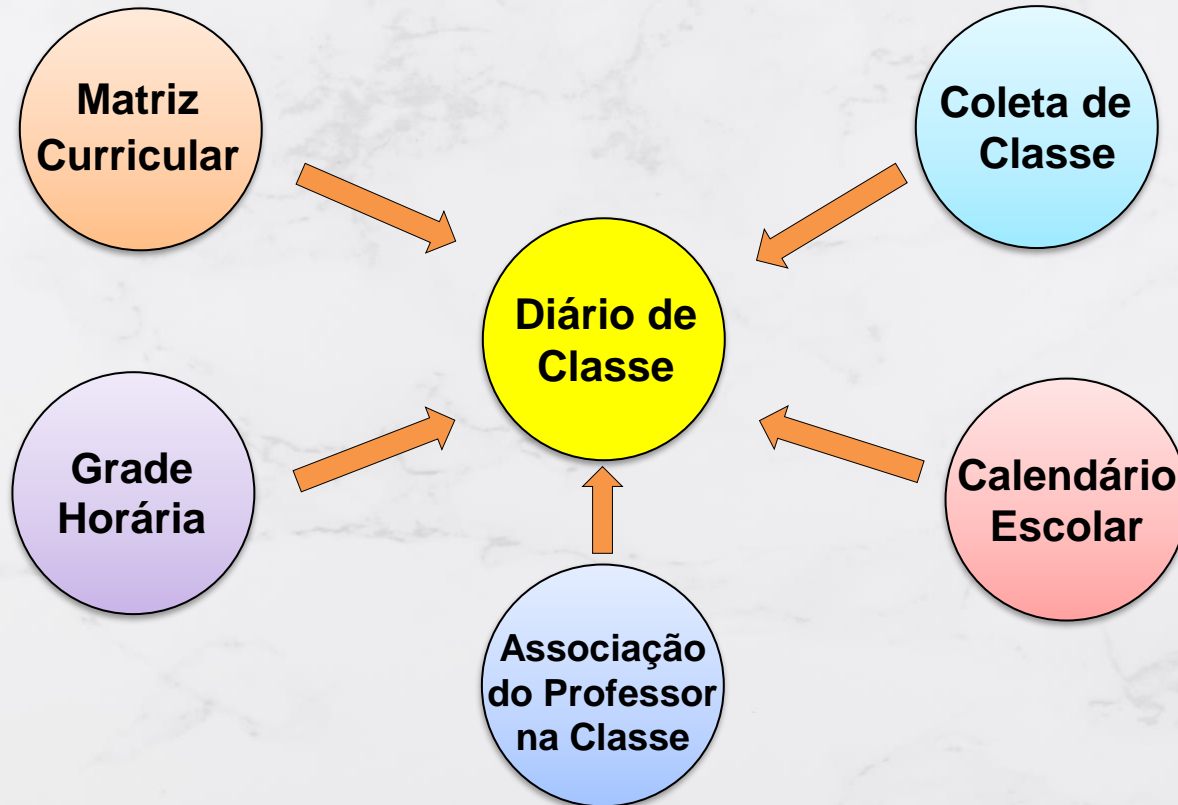 Matriz
Curricular
Coleta de
Classe
Diário de
Classe
Grade
Horária
Calendário
Escolar
Associação
do Professor
na Classe